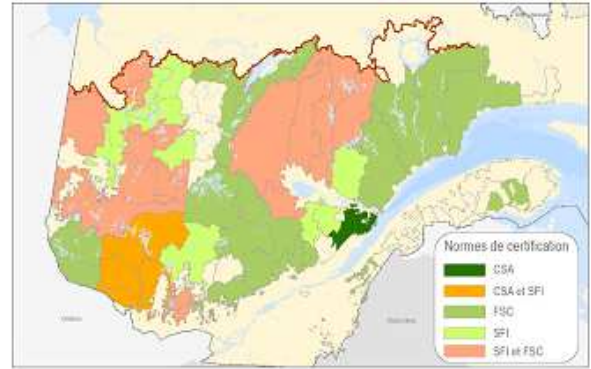 Normes de certification
CSA
CSA et SFI
FSC
SFI
SFI et FSC